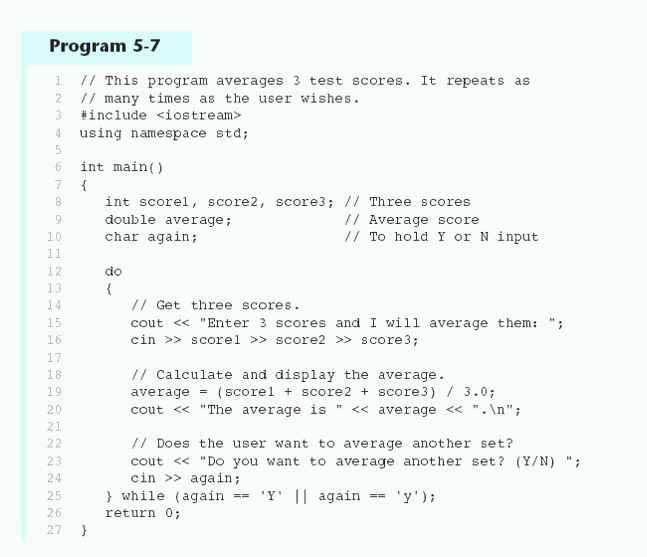 Program 5-7
1 // This program averages 3 test scores. It repeats as
2 // many times as the user wishes.
3 #include <iostream>
4 using namespace std;
5
6 int main()
7 {
8 int score1, score2, score3; // Three scores
9 double average; // Average score
10 char again; // To hold Y or N input
11
12 do
13 {
14 // Get three scores.
15 cout << "Enter 3 scores and I will average them: ";
16 cin >> score1 >> score2 >> score3;
17
18 // Calculate and display the average.
19 average = (score1 + score2 + score3) / 3.0;
20 cout << "The average is " << average << ".\n";
21
22 // Does the user want to average another set?
23 cout << "Do you want to average another set? (Y/N) ";
24 cin >> again;
25 } while (again == 'Y' || again == 'y');
26 return 0;
27 }